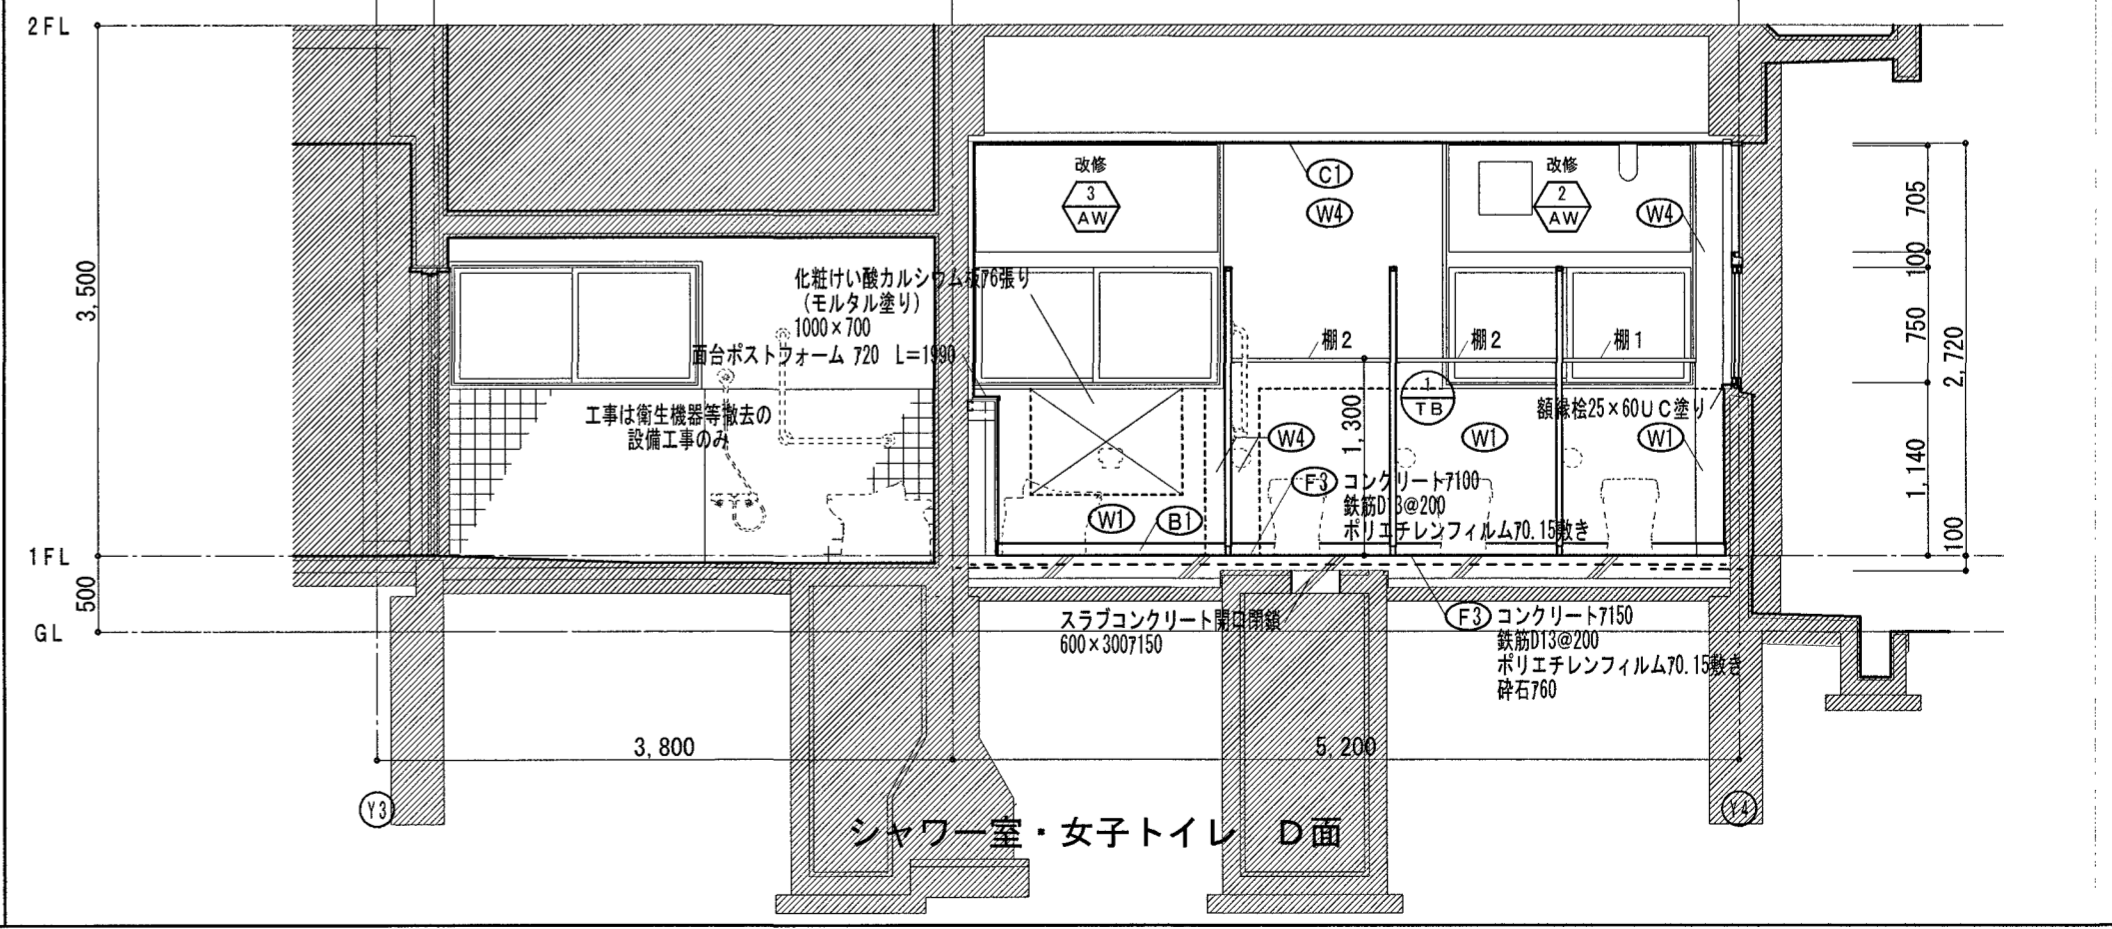 2FL
改修
3
AW
C1
W4
改修
2
AW
W4
705
100
750
2,720
1,140
100
3,500
化粧けい酸カルシウム板ｱ6張り
（モルタル塗り）
1000×700
面台ポストフォーム ｱ20 L=1990
棚2
棚2
棚1
1
TB
1,300
額縁桧25×60UC塗り
工事は衛生機器等撤去の
設備工事のみ
W4
W1
W1
F3 コンクリートｱ100
鉄筋D13@200
ポリエチレンフィルムｱ0.15敷き
W1
B1
1FL
500
GL
スラブコンクリート開口閉鎖
600×300ｱ150
F3 コンクリートｱ150
鉄筋D13@200
ポリエチレンフィルムｱ0.15敷き
砕石ｱ60
3,800
5,200
Y3
Y4
シャワー室・女子トイレ D面